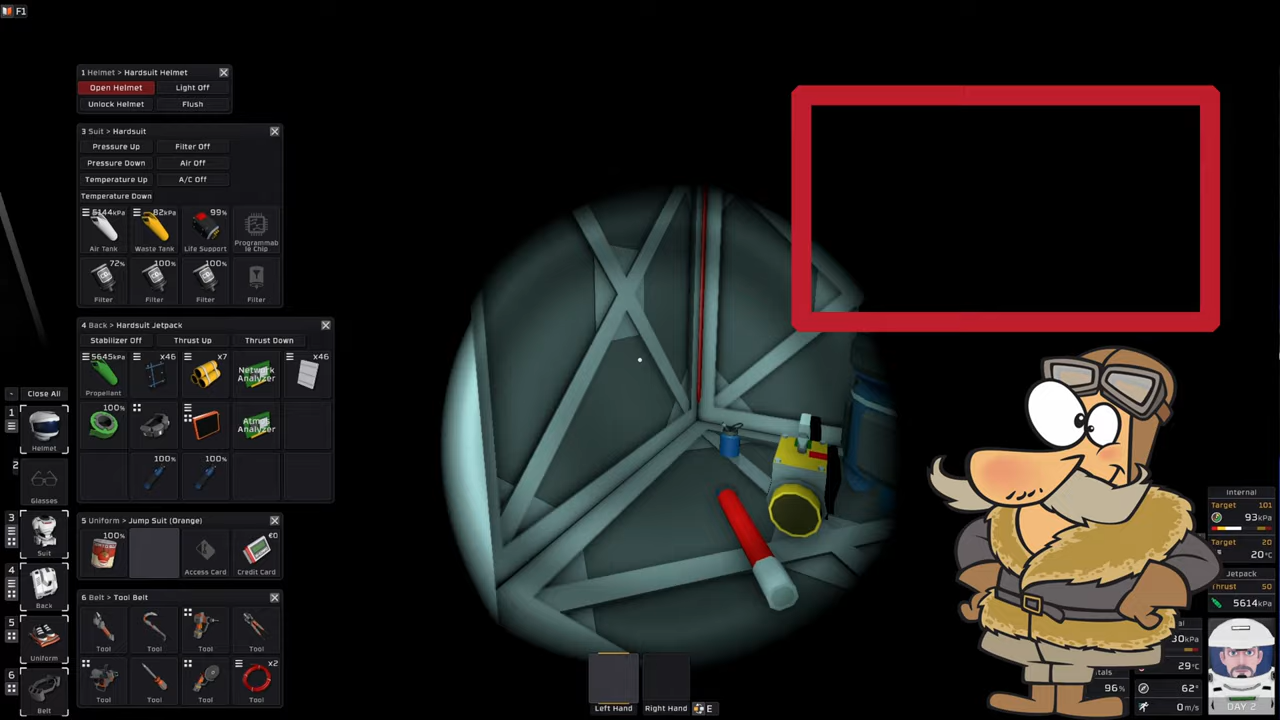 F1
1 Helmet > Hardsuit Helmet
Open Helmet
Light Off
Unlock Helmet
Flush
3 Suit > Hardsuit
Pressure Up
Filter Off
Pressure Down
Air Off
Temperature Up
A/C Off
Temperature Down
82kPa
99%
Air Tank
Waste Tank
Life Support
Programmab
le Chip
72%
100%
100%
Filter
Filter
Filter
Filter
4 Back > Hardsuit Jetpack
Stabilizer Off
Thrust Up
Thrust Down
5645kPa
x46
x7
x46
Network
Analyzer
Propellant
100%
Atmos
Analyzer
100%
100%
- Close All
1
Helmet
2
Glasses
3
Suit
4
Back
5
Uniform
6
Belt
5 Uniform > Jump Suit (Orange)
100%
€0
Access Card
Credit Card
6 Belt > Tool Belt
Tool
Tool
Tool
Tool
x2
Tool
Tool
Tool
Tool
Left Hand
Right Hand
E
Internal
Target 101
93kPa
Target 20
20°C
Jetpack
Thrust 50
5614kPa
30kPa
29°C
96%
62°
0m/s
DAY 2